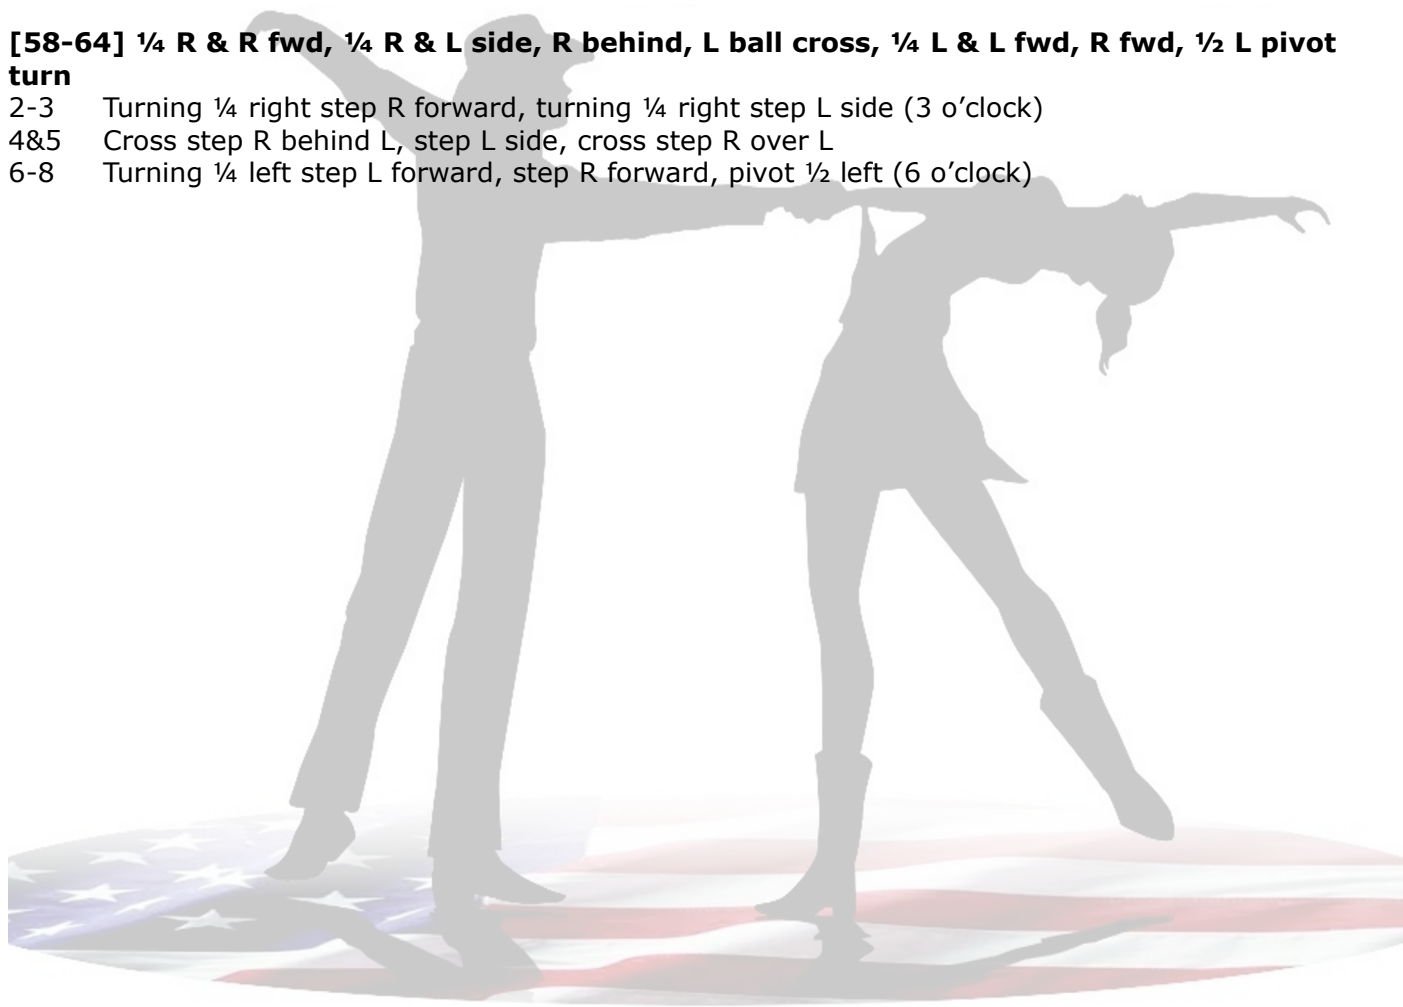 [58-64] ¼ R & R fwd, ¼ R & L side, R behind, L ball cross, ¼ L & L fwd, R fwd, ½ L pivot
turn
2-3 Turning ¼ right step R forward, turning ¼ right step L side (3 o’clock)
4&5 Cross step R behind L, step L side, cross step R over L
6-8 Turning ¼ left step L forward, step R forward, pivot ½ left (6 o’clock)